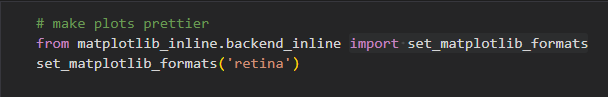 # make plots prettier
from matplotlib_inline.backend_inline import set_matplotlib_formats
set_matplotlib_formats('retina')